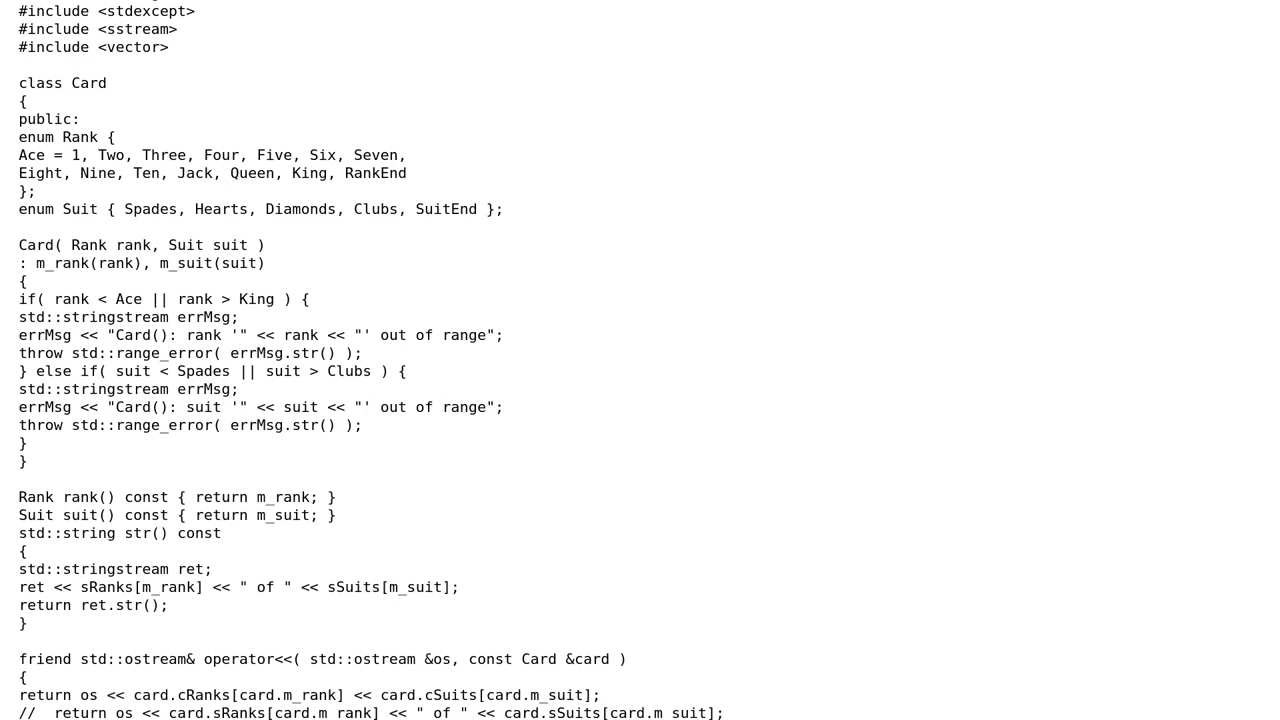 #include <stdexcept>
#include <sstream>
#include <vector>

class Card
{
public:
enum Rank {
Ace = 1, Two, Three, Four, Five, Six, Seven,
Eight, Nine, Ten, Jack, Queen, King, RankEnd
};
enum Suit { Spades, Hearts, Diamonds, Clubs, SuitEnd };

Card( Rank rank, Suit suit )
: m_rank(rank), m_suit(suit)
{
if( rank < Ace || rank > King ) {
std::stringstream errMsg;
errMsg << "Card(): rank '" << rank << "' out of range";
throw std::range_error( errMsg.str() );
} else if( suit < Spades || suit > Clubs ) {
std::stringstream errMsg;
errMsg << "Card(): suit '" << suit << "' out of range";
throw std::range_error( errMsg.str() );
}
}

Rank rank() const { return m_rank; }
Suit suit() const { return m_suit; }
std::string str() const
{
std::stringstream ret;
ret << sRanks[m_rank] << " of " << sSuits[m_suit];
return ret.str();
}

friend std::ostream& operator<<( std::ostream &os, const Card &card )
{
return os << card.cRanks[card.m_rank] << card.cSuits[card.m_suit];
//  return os << card.sRanks[card.m_rank] << " of " << card.sSuits[card.m_suit];